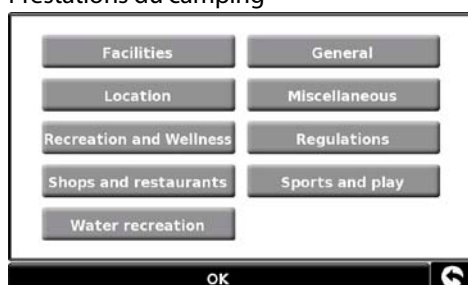 Prestations du camping
Facilities
General
Location
Miscellaneous
Recreation and Wellness
Regulations
Shops and restaurants
Sports and play
Water recreation
OK